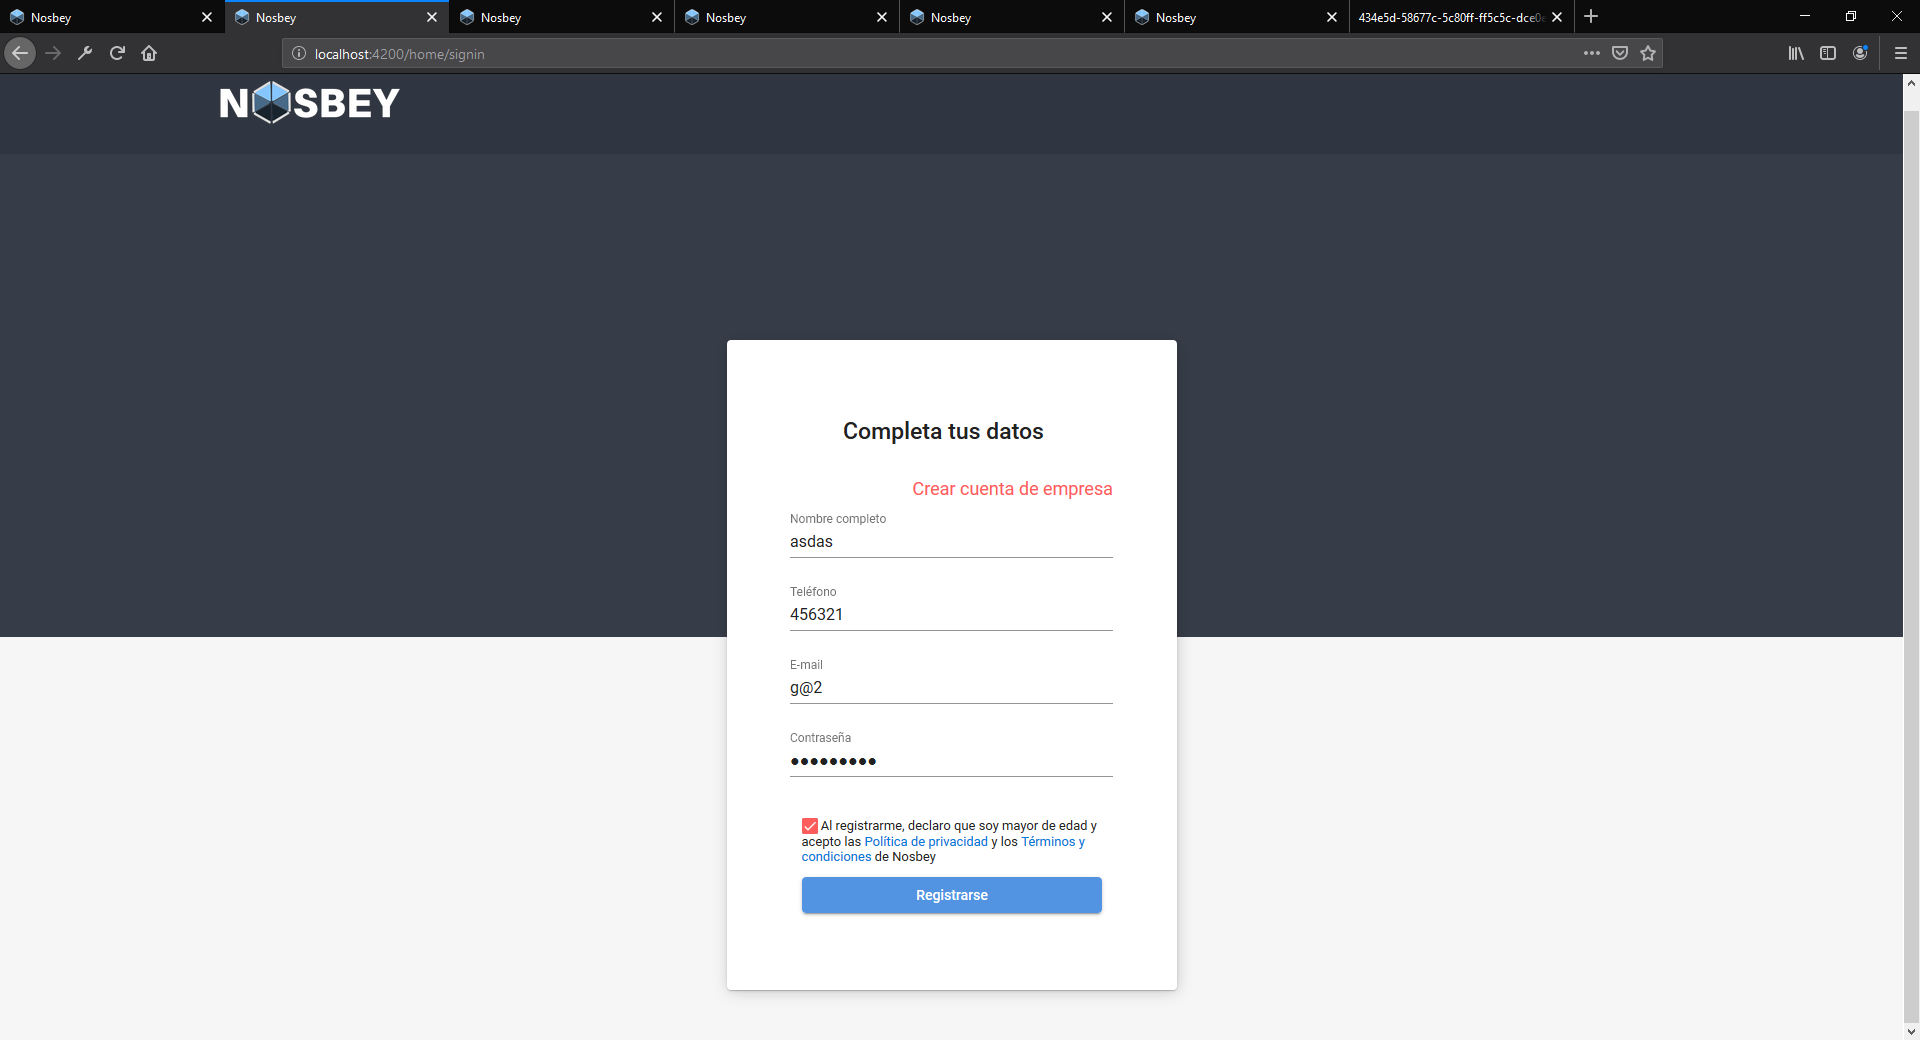 Nosbey
Nosbey
Nosbey
Nosbey
Nosbey
Nosbey
434e5d-58677c-5c80ff-ff5c5c-dce0
localhost:4200/home/signin
NOSBEY
Completa tus datos
Crear cuenta de empresa
Nombre completo
asdas
Teléfono
456321
E-mail
g@2
Contraseña
Al registrarme, declaro que soy mayor de edad y
acepto las Política de privacidad y los Términos y
condiciones de Nosbey
Registrarse